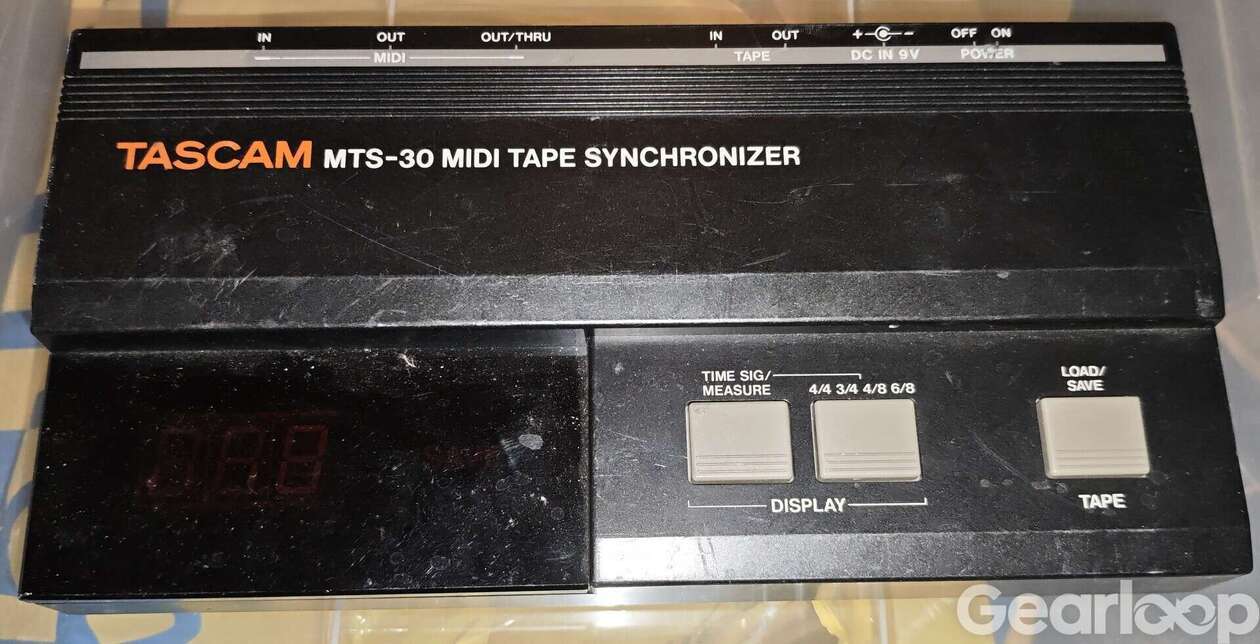 IN OUT OUT/THRU IN OUT + - OFF ON
MIDI TAPE DC IN 9V POWER
TASCAM MTS-30 MIDI TAPE SYNCHRONIZER
TIME SIG/
MEASURE 4/4 3/4 4/8 6/8
LOAD/
SAVE
DISPLAY
TAPE
Gearloop